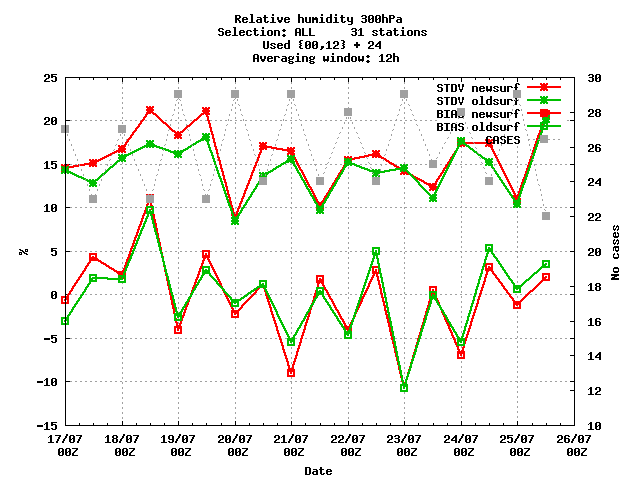 Relative humidity 300hPa
Selection: ALL 31 stations
Used {00,12} + 24
Averaging window: 12h
25 30
STDV newsurf
STDV oldsurf
20 28
BIAS newsurf
BIAS oldsurf
CASES
26
15
24
10
22
%
5 20
No cases
0 18
16
-5
14
-10
12
-15 10
17/07 18/07 19/07 20/07 21/07 22/07 23/07 24/07 25/07 26/07
00Z 00Z 00Z 00Z 00Z 00Z 00Z 00Z 00Z 00Z
Date